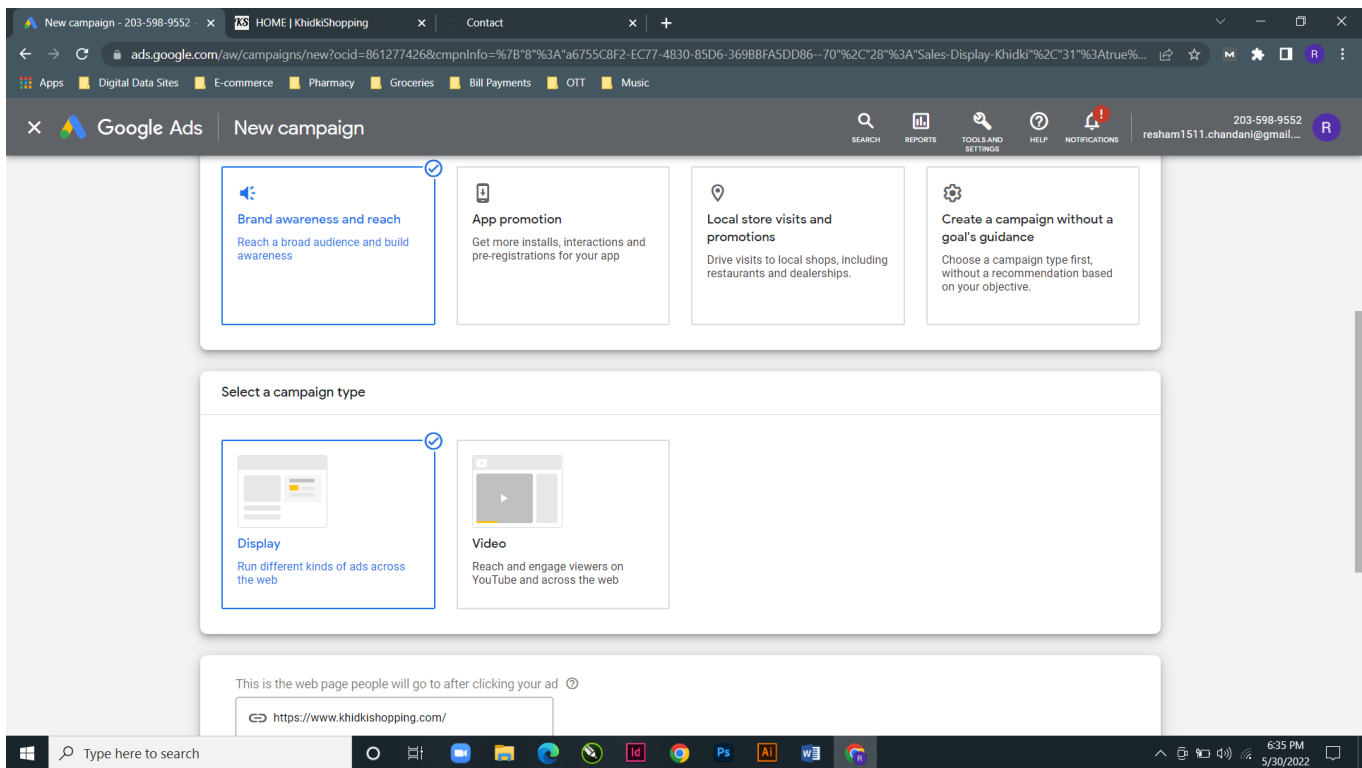 New campaign - 203-598-9552 -
KS HOME | KhidkiShopping
Contact
ads.google.com/aw/campaigns/new?ocid=861277426&cmpnInfo=%7B"8"%3A"a6755C8F2-EC77-4830-85D6-369BBFA5DD86--70"%2C"28"%3A"Sales-Display-Khidki"%2C"31"%3Atrue%...
M
R
Apps
Digital Data Sites
E-commerce
Pharmacy
Groceries
Bill Payments
OTT
Music
Google Ads
New campaign
SEARCH
REPORTS
TOOLS AND
SETTINGS
HELP
!
NOTIFICATIONS
203-598-9552
resham1511.chandani@gmail....
R
Brand awareness and reach
Reach a broad audience and build
awareness
App promotion
Get more installs, interactions and
pre-registrations for your app
Local store visits and
promotions
Drive visits to local shops, including
restaurants and dealerships.
Create a campaign without a
goal's guidance
Choose a campaign type first,
without a recommendation based
on your objective.
Select a campaign type
Display
Run different kinds of ads across
the web
Video
Reach and engage viewers on
YouTube and across the web
This is the web page people will go to after clicking your ad
https://www.khidkishopping.com/
Type here to search
Id
Ps
Ai
W
R
6:35 PM
5/30/2022